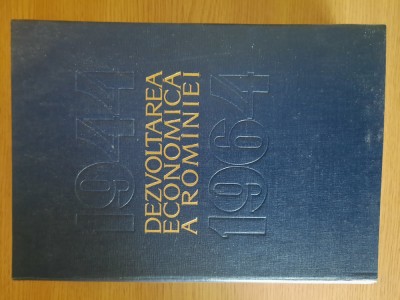 1944
DEZVOLTAREA
ECONOMICA
A ROMINIEI
1964